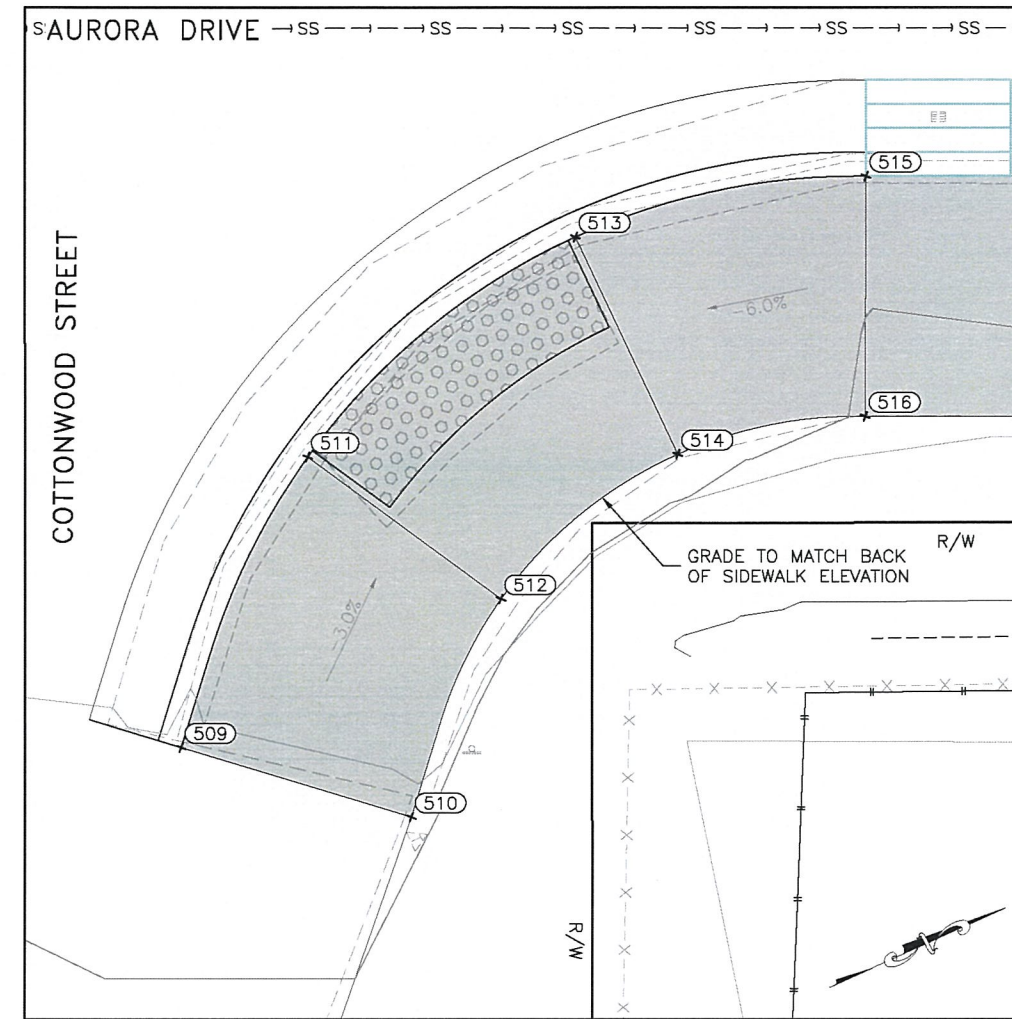 S AURORA DRIVE SS SS SS SS SS SS
515
513
-6.0%
COTTONWOOD STREET
511
516
514
GRADE TO MATCH BACK
OF SIDEWALK ELEVATION
R/W
512
-3.0%
509
510
R/W
N